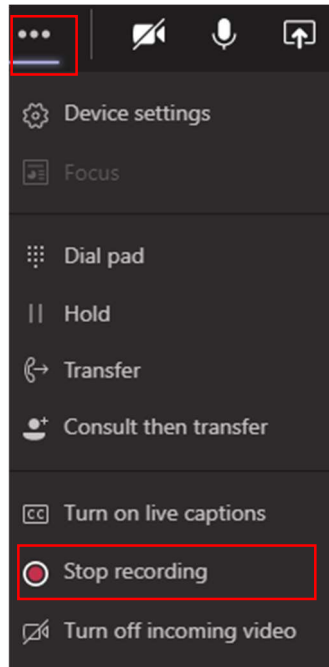 Device settings
Focus
Dial pad
Hold
Transfer
Consult then transfer
CC Turn on live captions
Stop recording
Turn off incoming video